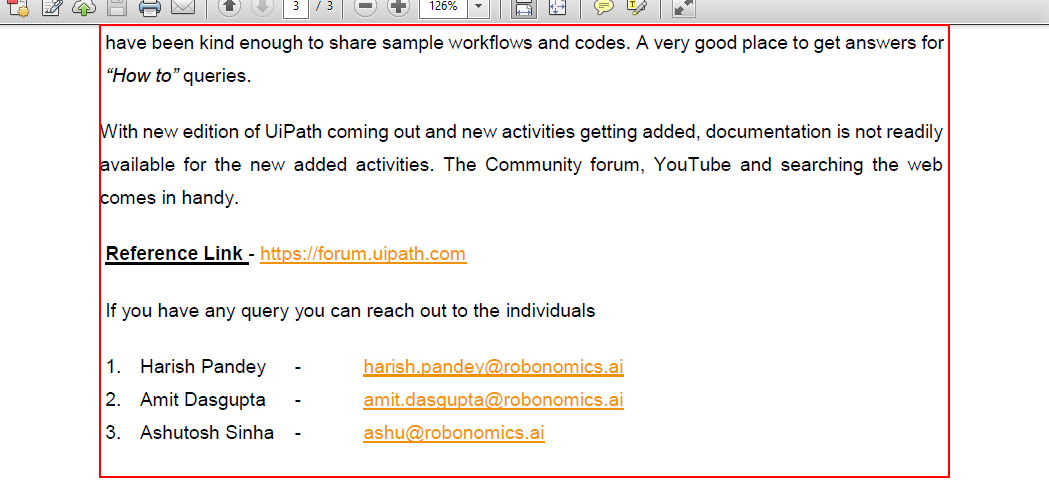 3 / 3 126%
have been kind enough to share sample workflows and codes. A very good place to get answers for
“How to” queries.
With new edition of UiPath coming out and new activities getting added, documentation is not readily
available for the new added activities. The Community forum, YouTube and searching the web
comes in handy.
Reference Link - https://forum.uipath.com
If you have any query you can reach out to the individuals
1. Harish Pandey - harish.pandey@robonomics.ai
2. Amit Dasgupta - amit.dasgupta@robonomics.ai
3. Ashutosh Sinha - ashu@robonomics.ai